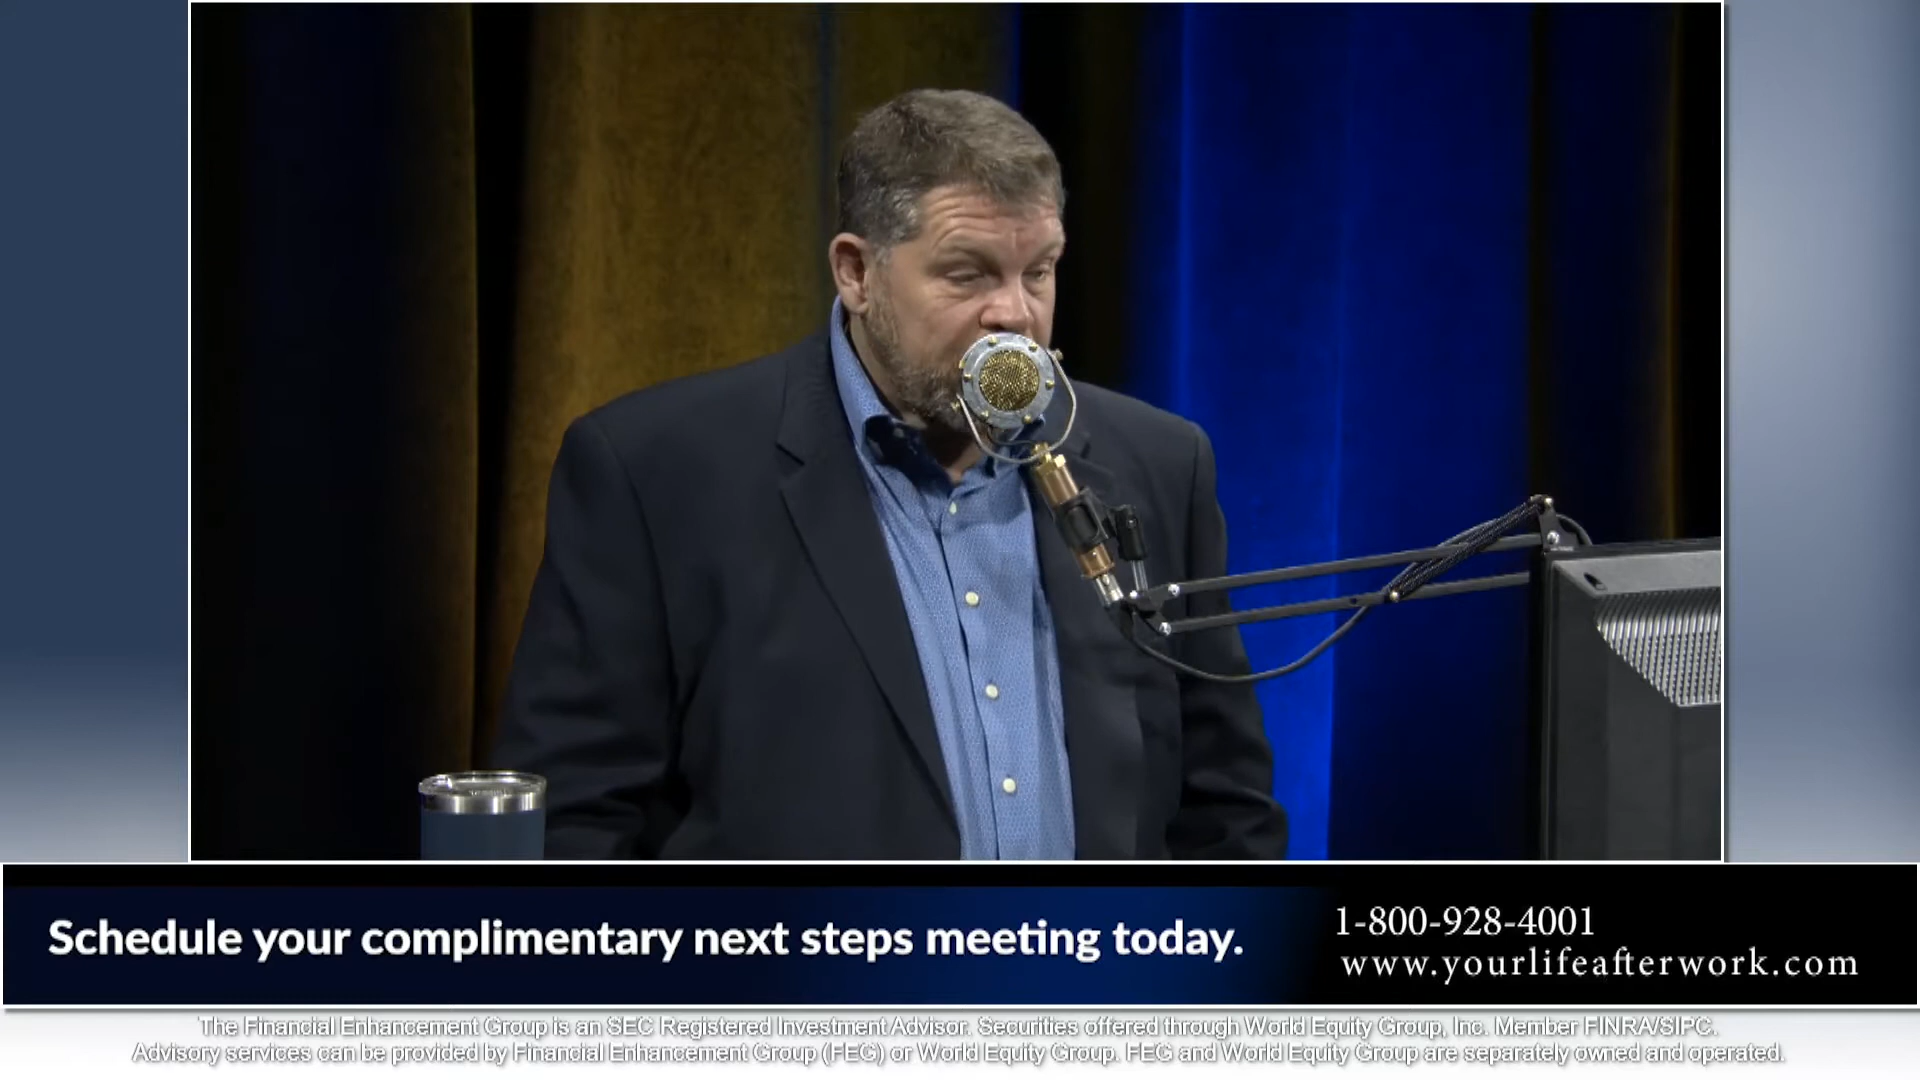 Schedule your complimentary next steps meeting today.
1-800-928-4001
www.yourlifeafterwork.com
The Financial Enhancement Group is an SEC Registered Investment Advisor. Securities offered through World Equity Group, Inc. Member FINRA/SIPC.
Advisory services can be provided by Financial Enhancement Group (FEG) or World Equity Group. FEG and World Equity Group are separately owned and operated.